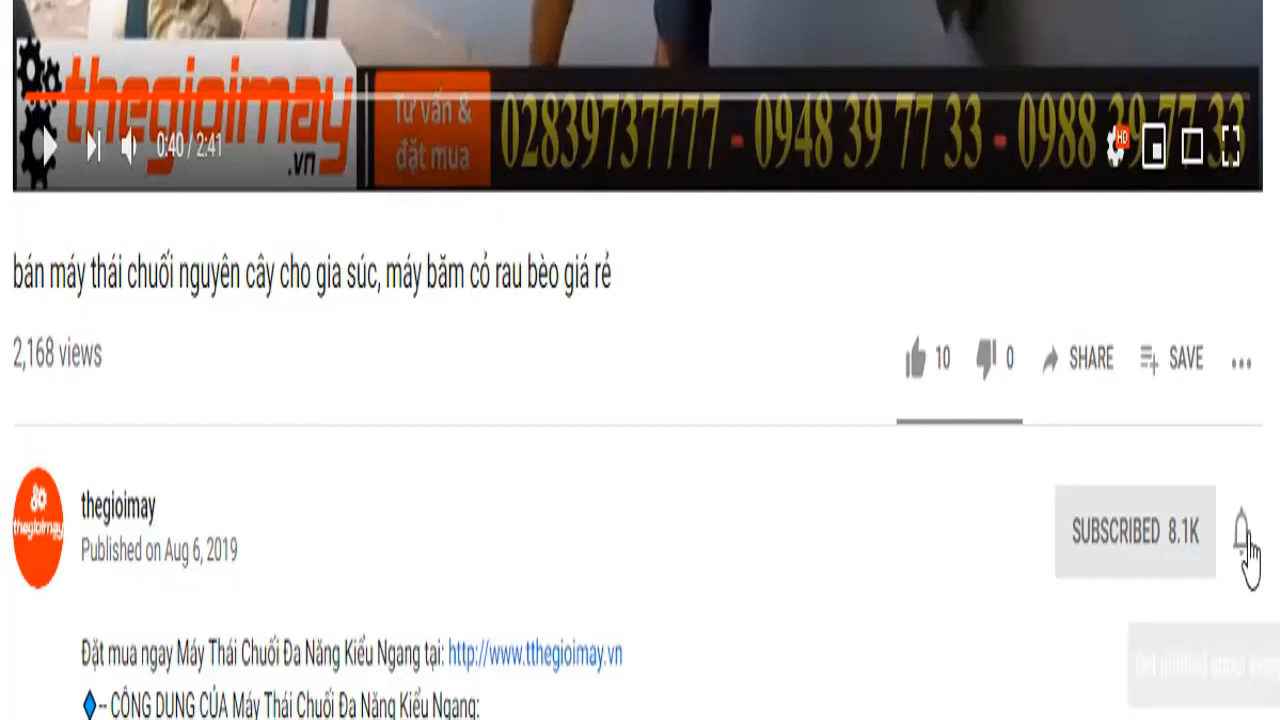 thegioimay
.vn
Tư vấn &
đặt mua
02839737777 - 0948 39 77 33 - 0988 39 77 33
0:40 / 2:41
HD
bán máy thái chuối nguyên cây cho gia súc, máy băm cỏ rau bèo giá rẻ
2,168 views
10
0
SHARE
SAVE
thegioimay
thegioimay
Published on Aug 6, 2019
SUBSCRIBED 8.1K
Đặt mua ngay Máy Thái Chuối Đa Năng Kiểu Ngang tại: http://www.tthegioimay.vn
-- CÔNG DỤNG CỦA Máy Thái Chuối Đa Năng Kiểu Ngang: